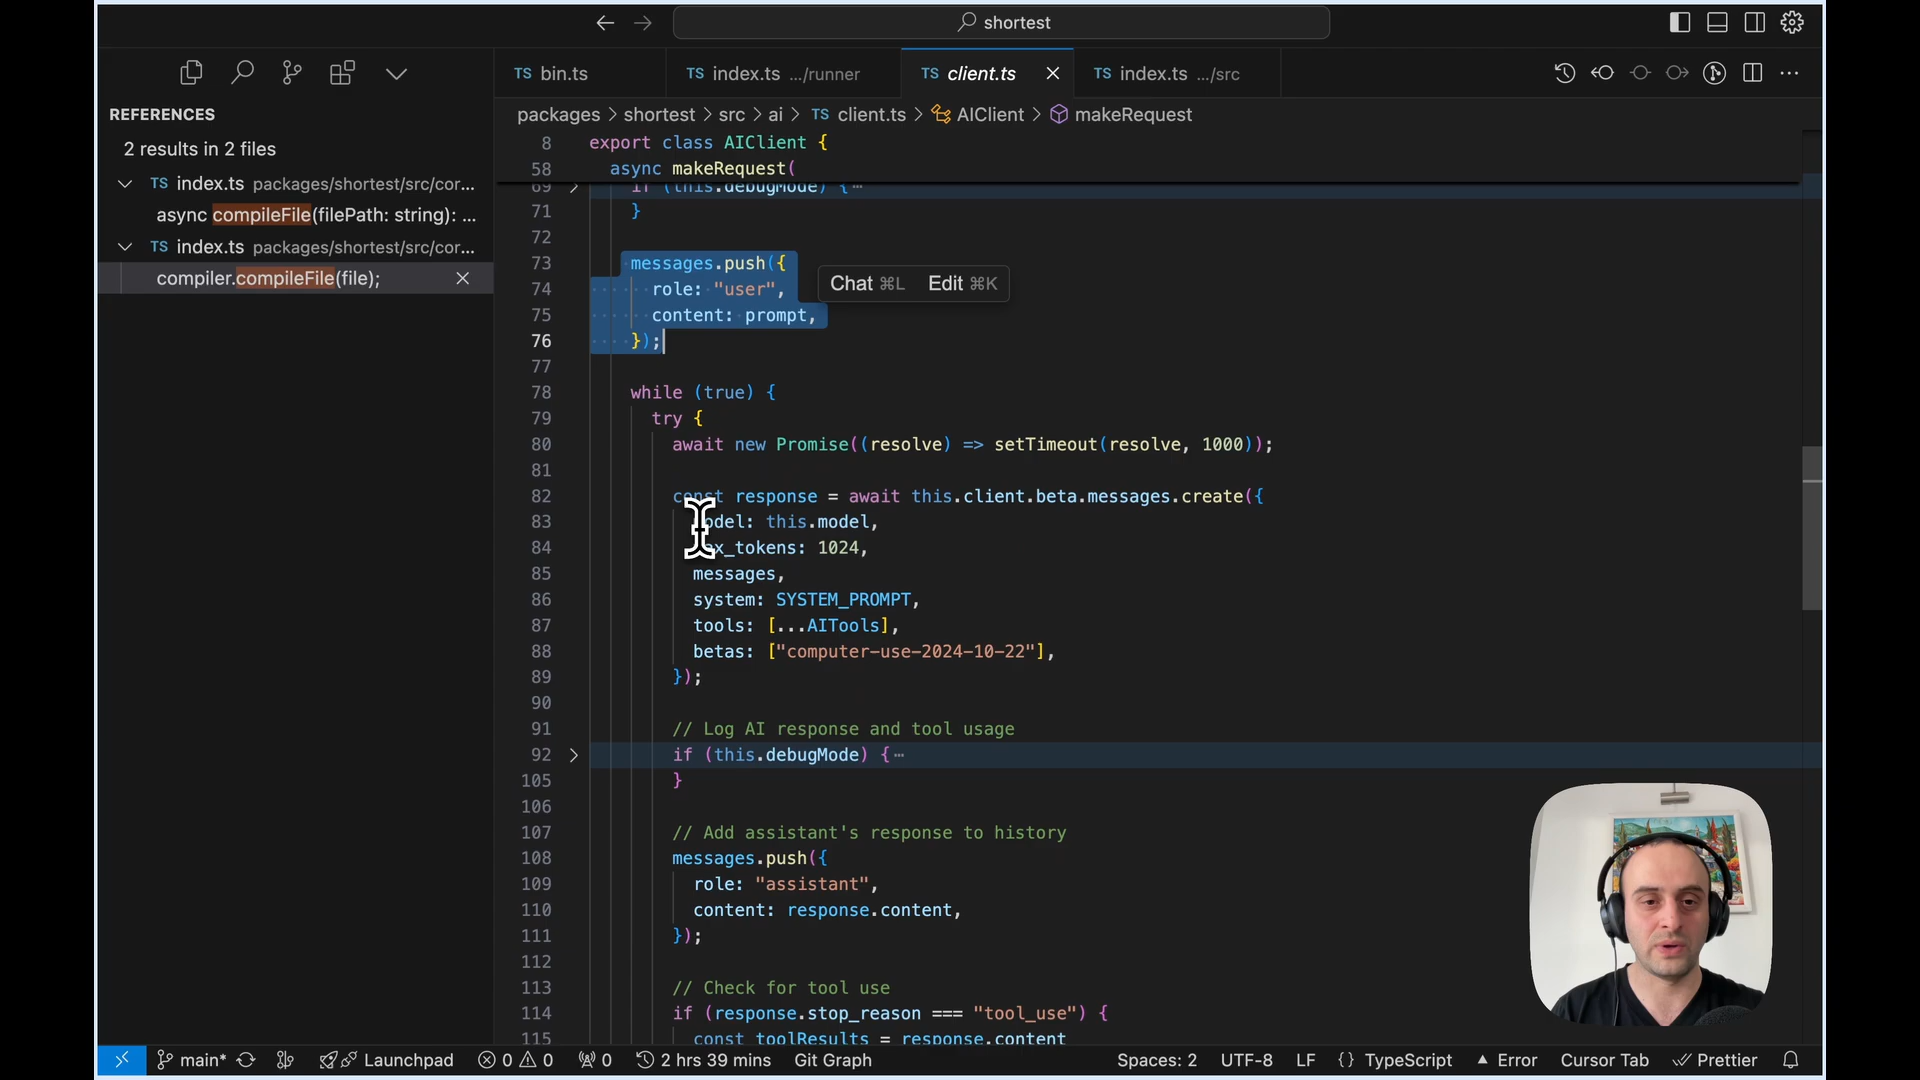 shortest
TS bin.ts
TS index.ts .../runner
TS client.ts
TS index.ts .../src
REFERENCES
2 results in 2 files
TS index.ts packages/shortest/src/cor...
async compileFile(filePath: string): ...
TS index.ts packages/shortest/src/cor...
compiler.compileFile(file);
packages > shortest > src > ai > TS client.ts > AIClient > makeRequest
8 export class AIClient {
58 async makeRequest(
69 if (this.debugMode) {…
71 }
72
73 messages.push({
74 role: "user",
75 content: prompt,
76 });
Chat ⌘L Edit ⌘K
77
78 while (true) {
79 try {
80 await new Promise((resolve) => setTimeout(resolve, 1000));
81
82 const response = await this.client.beta.messages.create({
83 model: this.model,
84 max_tokens: 1024,
85 messages,
86 system: SYSTEM_PROMPT,
87 tools: [...AITools],
88 betas: ["computer-use-2024-10-22"],
89 });
90
91 // Log AI response and tool usage
92 if (this.debugMode) {…
105 }
106
107 // Add assistant's response to history
108 messages.push({
109 role: "assistant",
110 content: response.content,
111 });
112
113 // Check for tool use
114 if (response.stop_reason === "tool_use") {
115 const toolResults = response.content
main* Launchpad 0 0 0 2 hrs 39 mins Git Graph Spaces: 2 UTF-8 LF {} TypeScript Error Cursor Tab Prettier